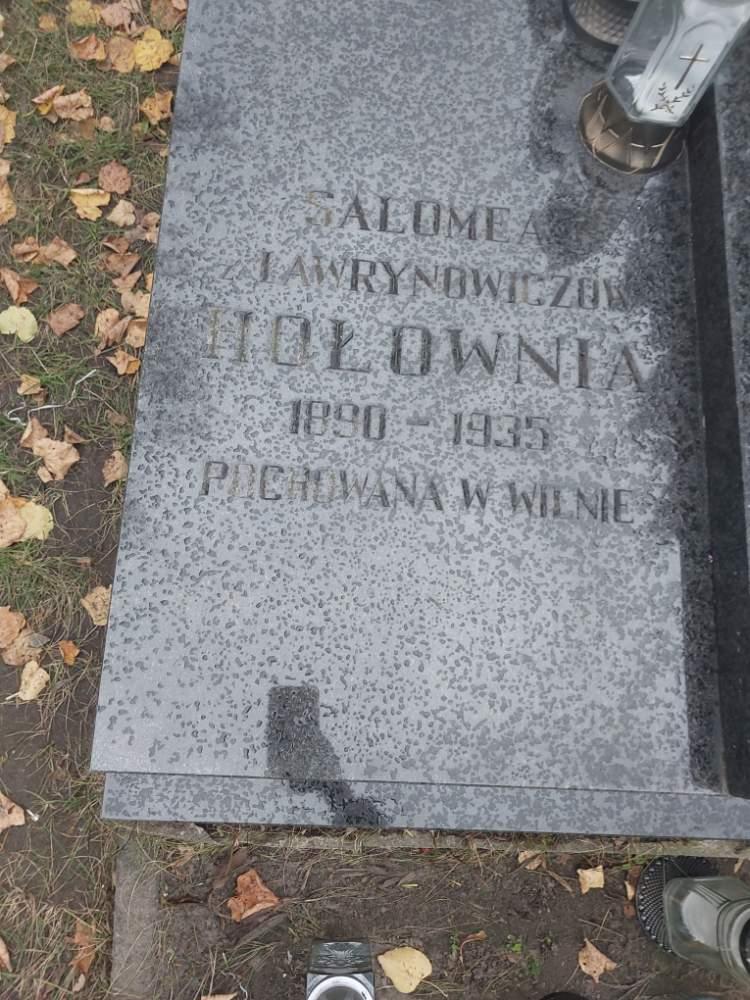 SALOMEA
z ŁAWRYNOWICZÓW
HOŁOWNIA
1890 - 1935
POCHOWANA W WILNIE